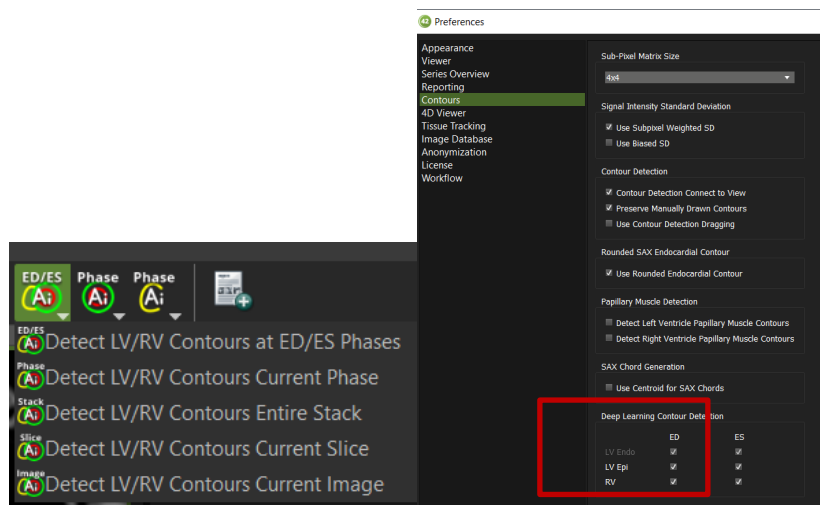 42 Preferences
Appearance
Viewer
Series Overview
Reporting
Contours
4D Viewer
Tissue Tracking
Image Database
Anonymization
License
Workflow
Sub-Pixel Matrix Size
4x4
Signal Intensity Standard Deviation
Use Subpixel Weighted SD
Use Biased SD
Contour Detection
Contour Detection Connect to View
Preserve Manually Drawn Contours
Use Contour Detection Dragging
Rounded SAX Endocardial Contour
Use Rounded Endocardial Contour
Papillary Muscle Detection
Detect Left Ventricle Papillary Muscle Contours
Detect Right Ventricle Papillary Muscle Contours
SAX Chord Generation
Use Centroid for SAX Chords
Deep Learning Contour Detection
ED ES
LV Endo
LV Epi
RV
ED/ES Phase Phase
Ai Ai Ai
ED/ES Ai Detect LV/RV Contours at ED/ES Phases
Phase Ai Detect LV/RV Contours Current Phase
Stack Ai Detect LV/RV Contours Entire Stack
Slice Ai Detect LV/RV Contours Current Slice
Image Ai Detect LV/RV Contours Current Image